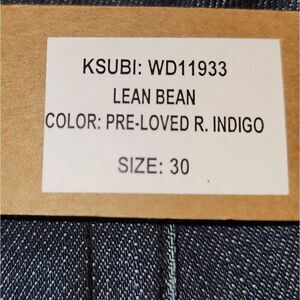 KSUBI: WD11933
LEAN BEAN
COLOR: PRE-LOVED R. INDIGO
SIZE: 30